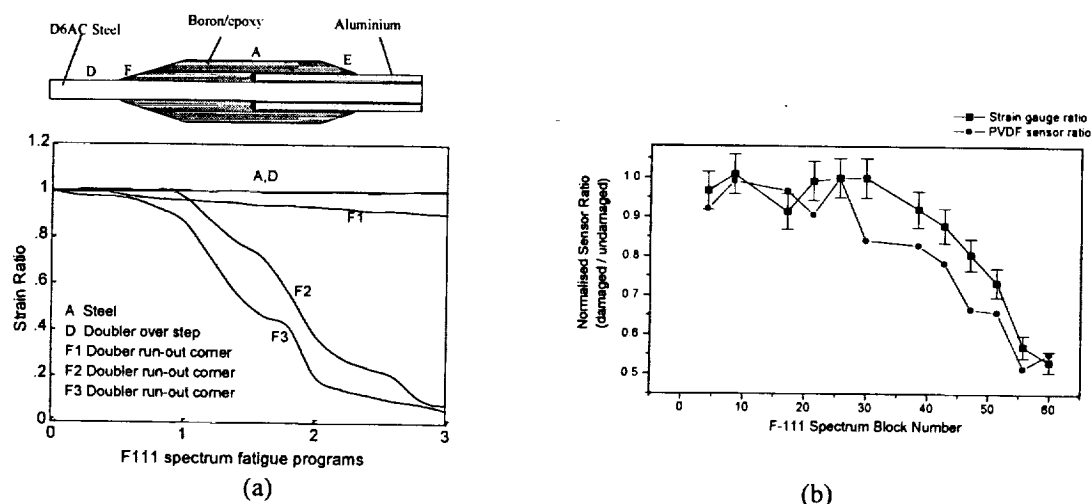 D6AC Steel
Boron/epoxy
Aluminium
A
E
D
F
1.2
1
.8
.6
.4
.2
0
Strain Ratio
A,D
F1
F2
F3
A Steel
D Doubler over step
F1 Douber run-out corner
F2 Doubler run-out corner
F3 Doubler run-out corner
0 1 2 3
F111 spectrum fatigue programs
(a)
Strain gauge ratio
PVDF sensor ratio
1.0
0.9
0.8
0.7
0.6
0.5
Normalised Sensor Ratio
(damaged / undamaged)
0 10 20 30 40 50 60
F-111 Spectrum Block Number
(b)